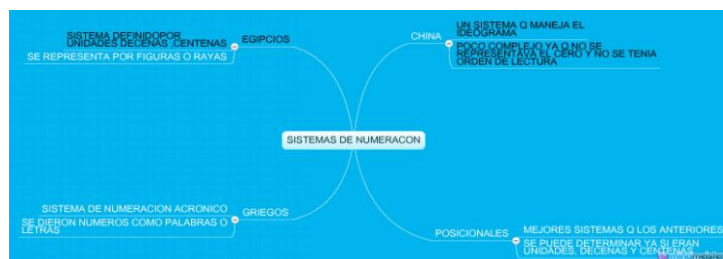 SISTEMA DEFINIDOPOR
UNIDADES DECENAS ,CENTENAS
EGIPCIOS
SE REPRESENTA POR FIGURAS O RAYAS
CHINA
UN SISTEMA Q MANEJA EL
IDEOGRAMA
POCO COMPLEJO YA Q NO SE
REPRESENTAVA EL CERO Y NO SE TENIA
ORDEN DE LECTURA
SISTEMAS DE NUMERACON
SISTEMA DE NUMERACION ACRONICO
SE DIERON NUMEROS COMO PALABRAS O
LETRAS
GRIEGOS
POSICIONALES
MEJORES SISTEMAS Q LOS ANTERIORES
SE PUEDE DETERMINAR YA SI ERAN
UNIDADES, DECENAS Y CENTENAS